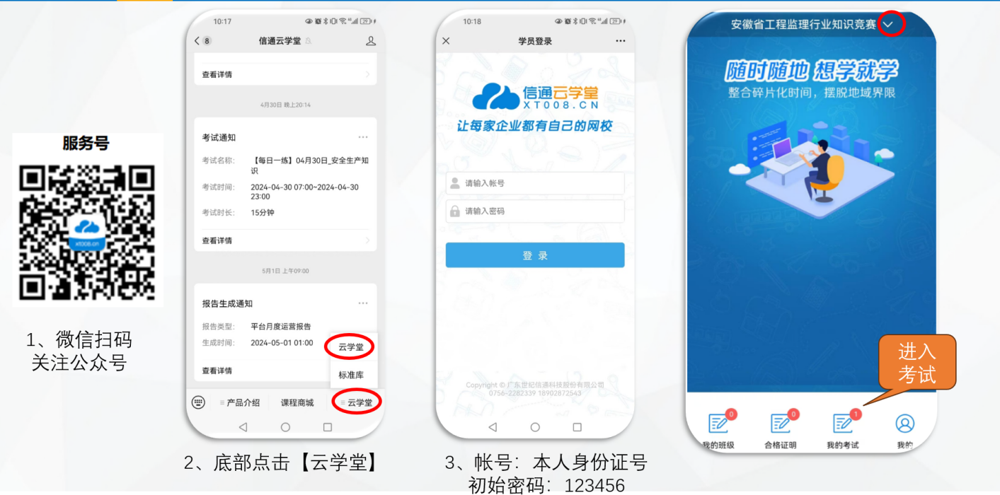 服务号
xt008.cn
1、微信扫码
关注公众号
10:17
29
8
信通云学堂
查看详情
4月30日 晚上20:14
考试通知
考试名称: 【每日一练】04月30日_安全生产知
识
考试时间: 2024-04-30 07:00~2024-04-30
23:00
考试时长: 15分钟
查看详情
5月1日 上午09:00
报告生成通知
报告类型: 平台月度运营报告
生成时间: 2024-05-01 01:00
云学堂
查看详情
标准库
产品介绍
课程商城
云学堂
2、底部点击【云学堂】
10:18
29
学员登录
信通云学堂
XT008.CN
让每家企业都有自己的网校
请输入帐号
请输入密码
登 录
Copyright © 广东世纪信通科技股份有限公司
0756-2282339 18902872543
3、帐号：本人身份证号
初始密码：123456
安徽省工程监理行业知识竞赛
随时随地 想学就学
整合碎片化时间，摆脱地域界限
进入
考试
0
0
1
我的班级
合格证明
我的考试
我的